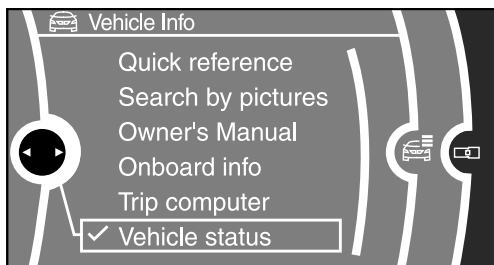 Vehicle Info
Quick reference
Search by pictures
Owner's Manual
Onboard info
Trip computer
Vehicle status